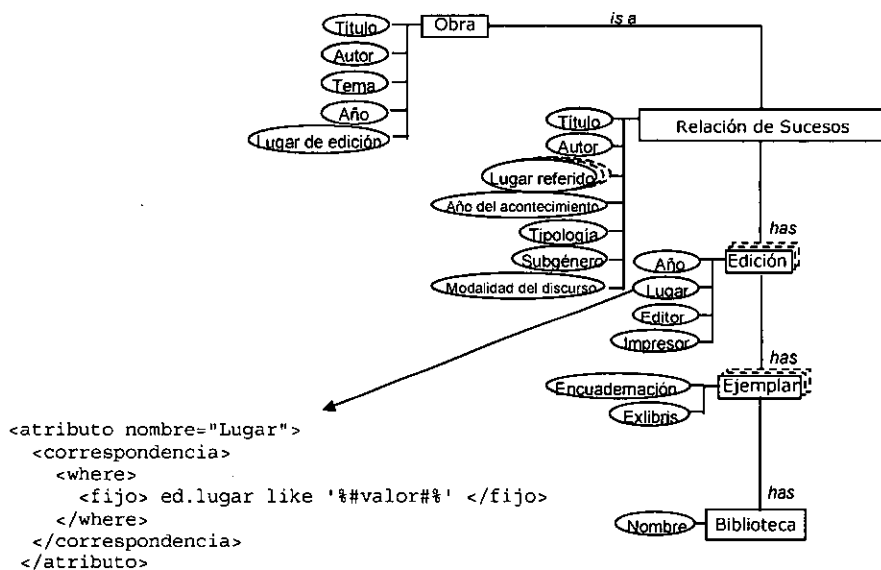 Título
Obra
is a
Autor
Tema
Año
Lugar de edición
Título
Relación de Sucesos
Autor
Lugar referido
Año del acontecimiento
Tipología
Subgénero
Modalidad del discurso
has
Año
Edición
Lugar
Editor
Impresor
has
Encuadernación
Ejemplar
Exlibris
has
Nombre
Biblioteca
<atributo nombre="Lugar">
<correspondencia>
<where>
<fijo> ed.lugar like '%#valor#%' </fijo>
</where>
</correspondencia>
</atributo>